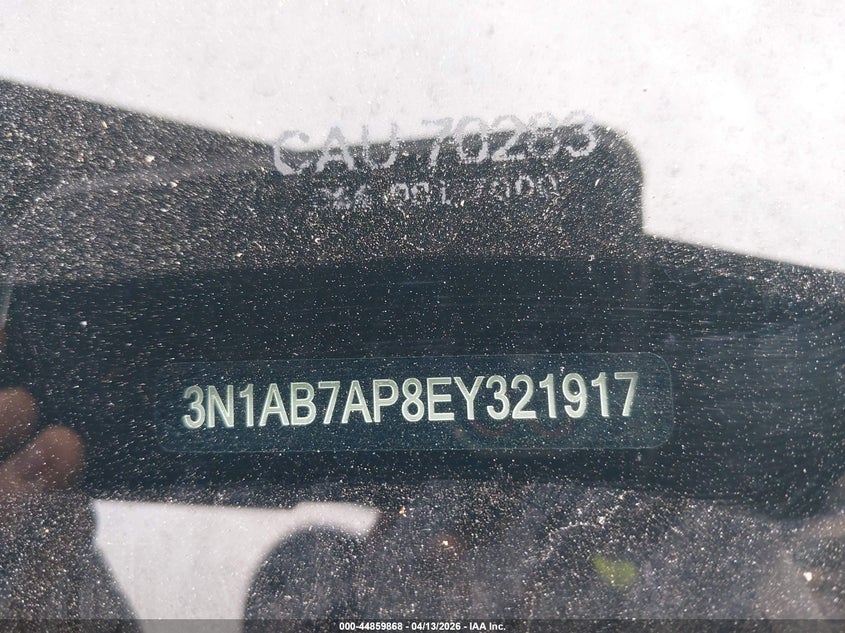 CAU 70283
3N1AB7AP8EY321917
000-44859868 - 04/13/2026 - IAA Inc.